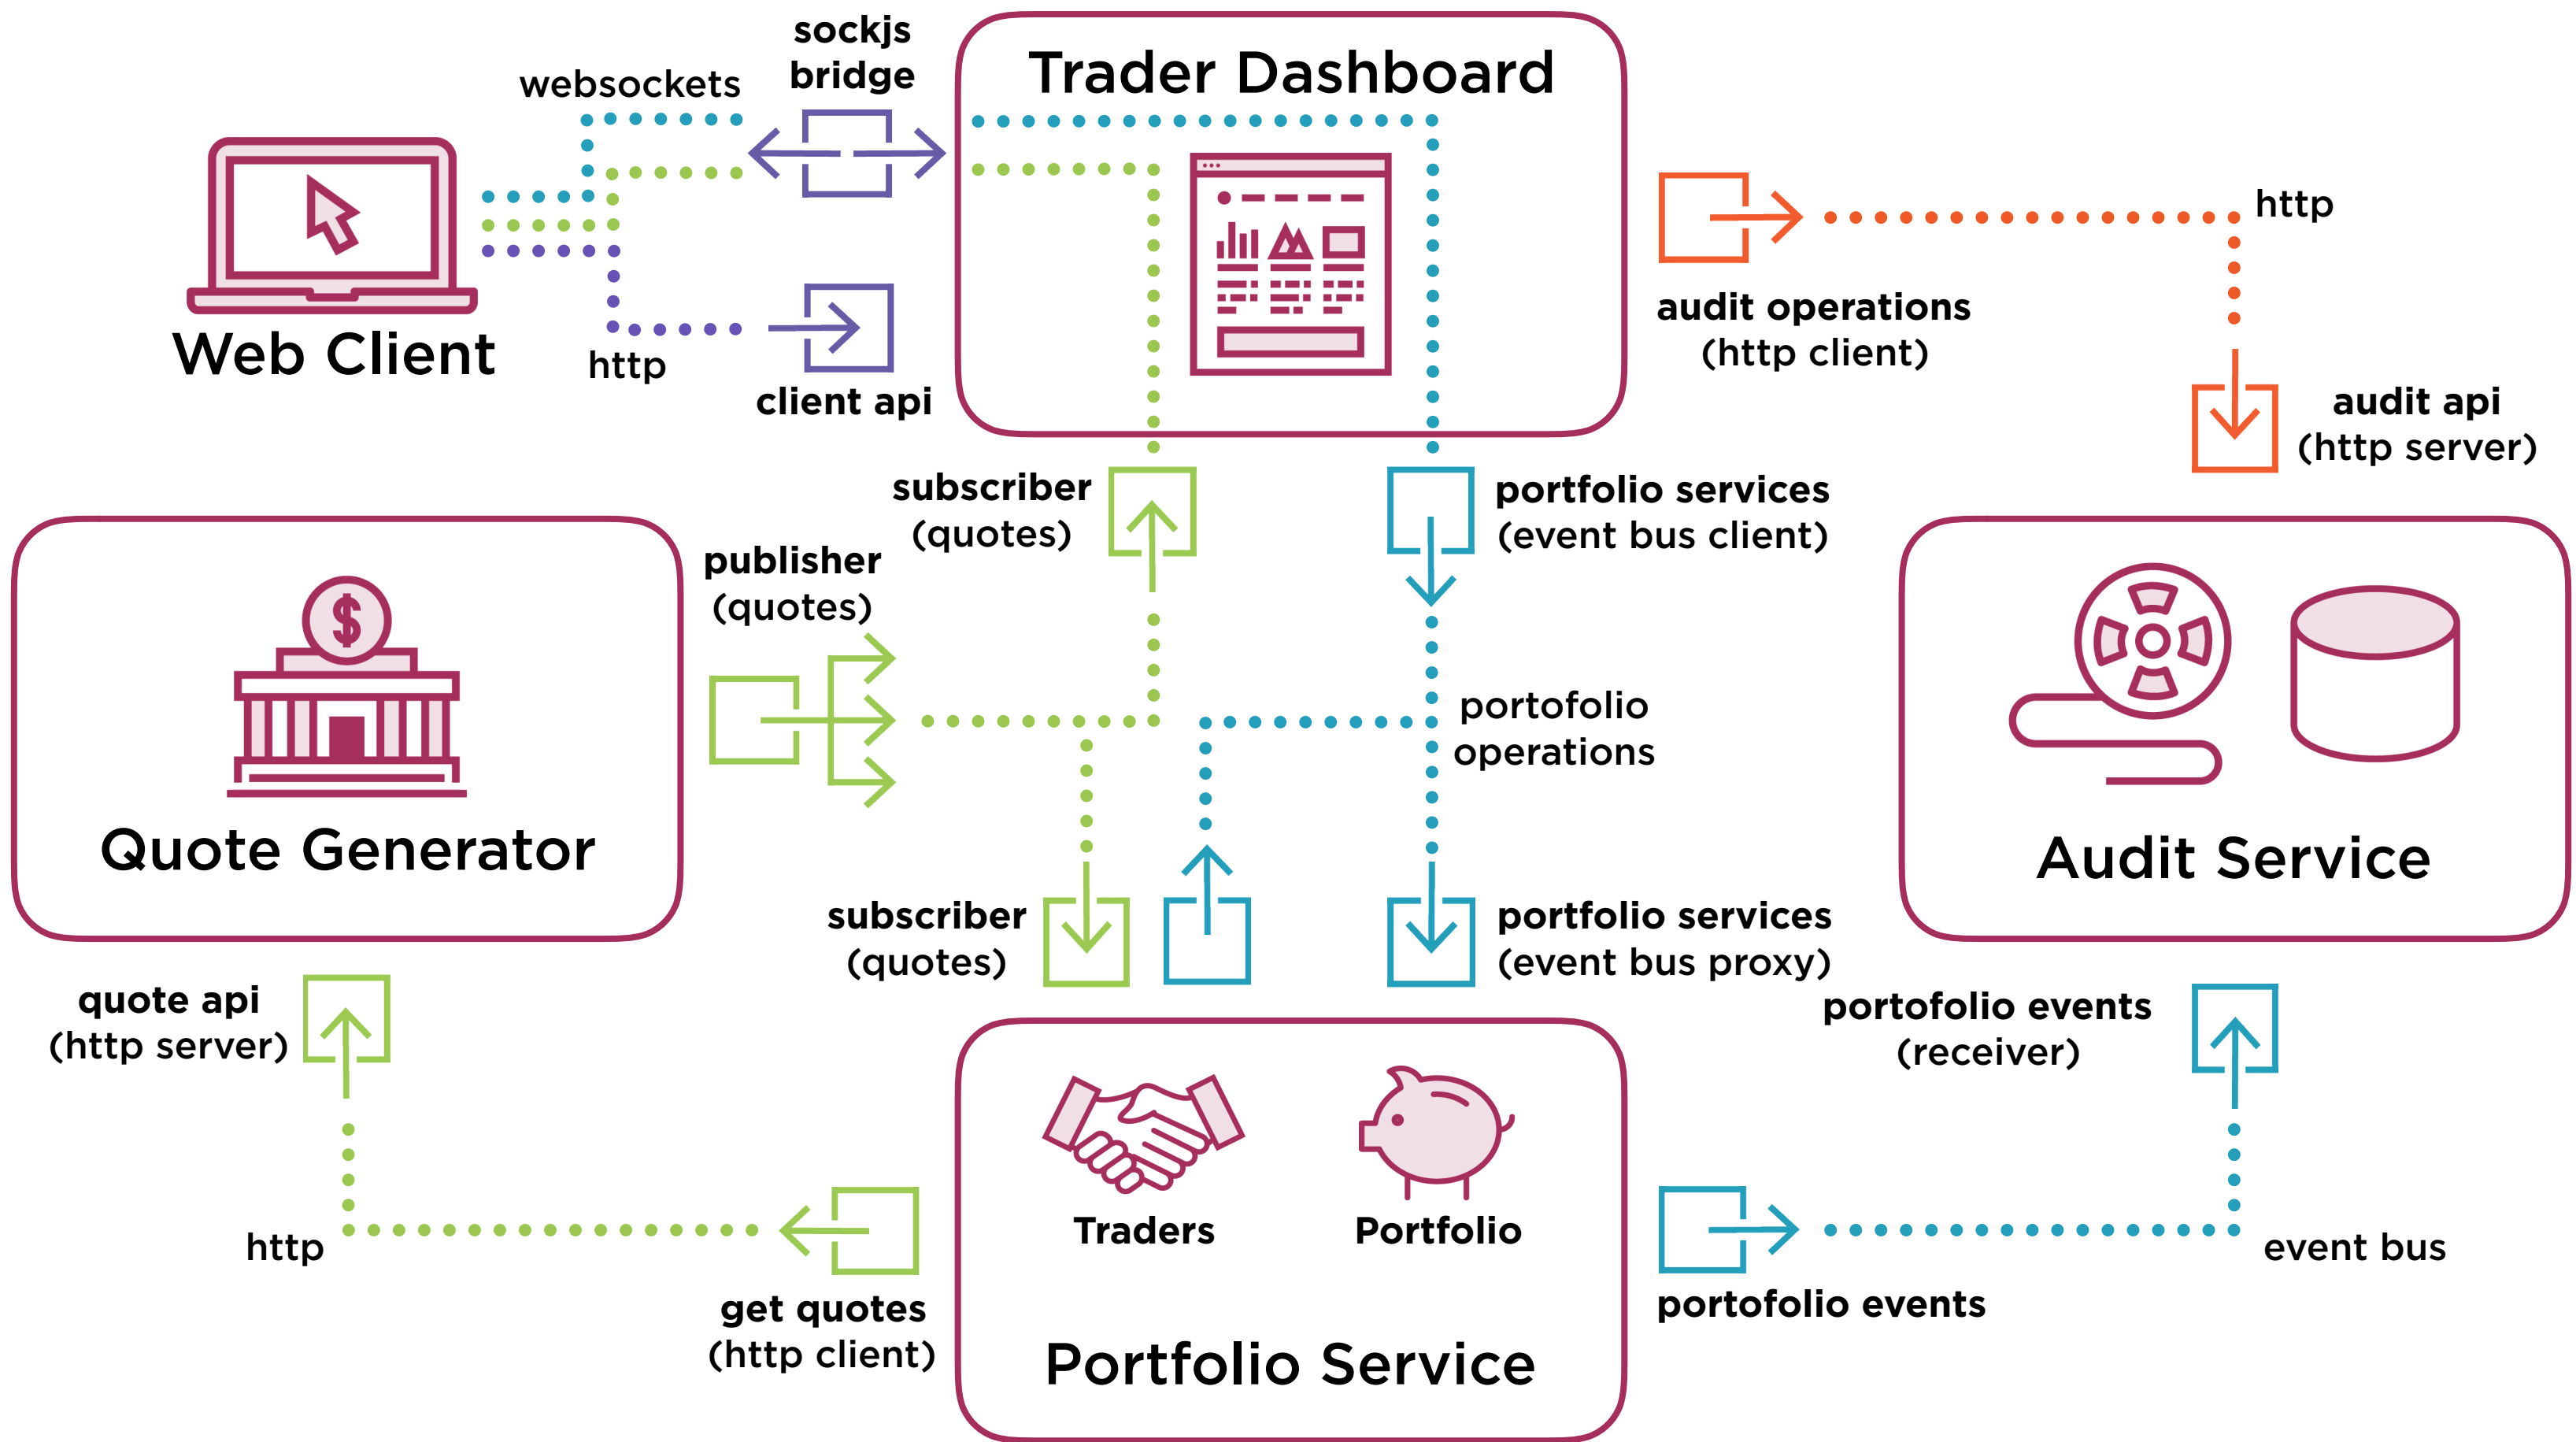 sockjs
bridge
websockets
Trader Dashboard
http
Web Client
http
client api
audit operations
(http client)
audit api
(http server)
subscriber
(quotes)
portfolio services
(event bus client)
publisher
(quotes)
$
portofolio
operations
Quote Generator
Audit Service
subscriber
(quotes)
portfolio services
(event bus proxy)
quote api
(http server)
portofolio events
(receiver)
Traders
Portfolio
http
event bus
get quotes
(http client)
portofolio events
Portfolio Service